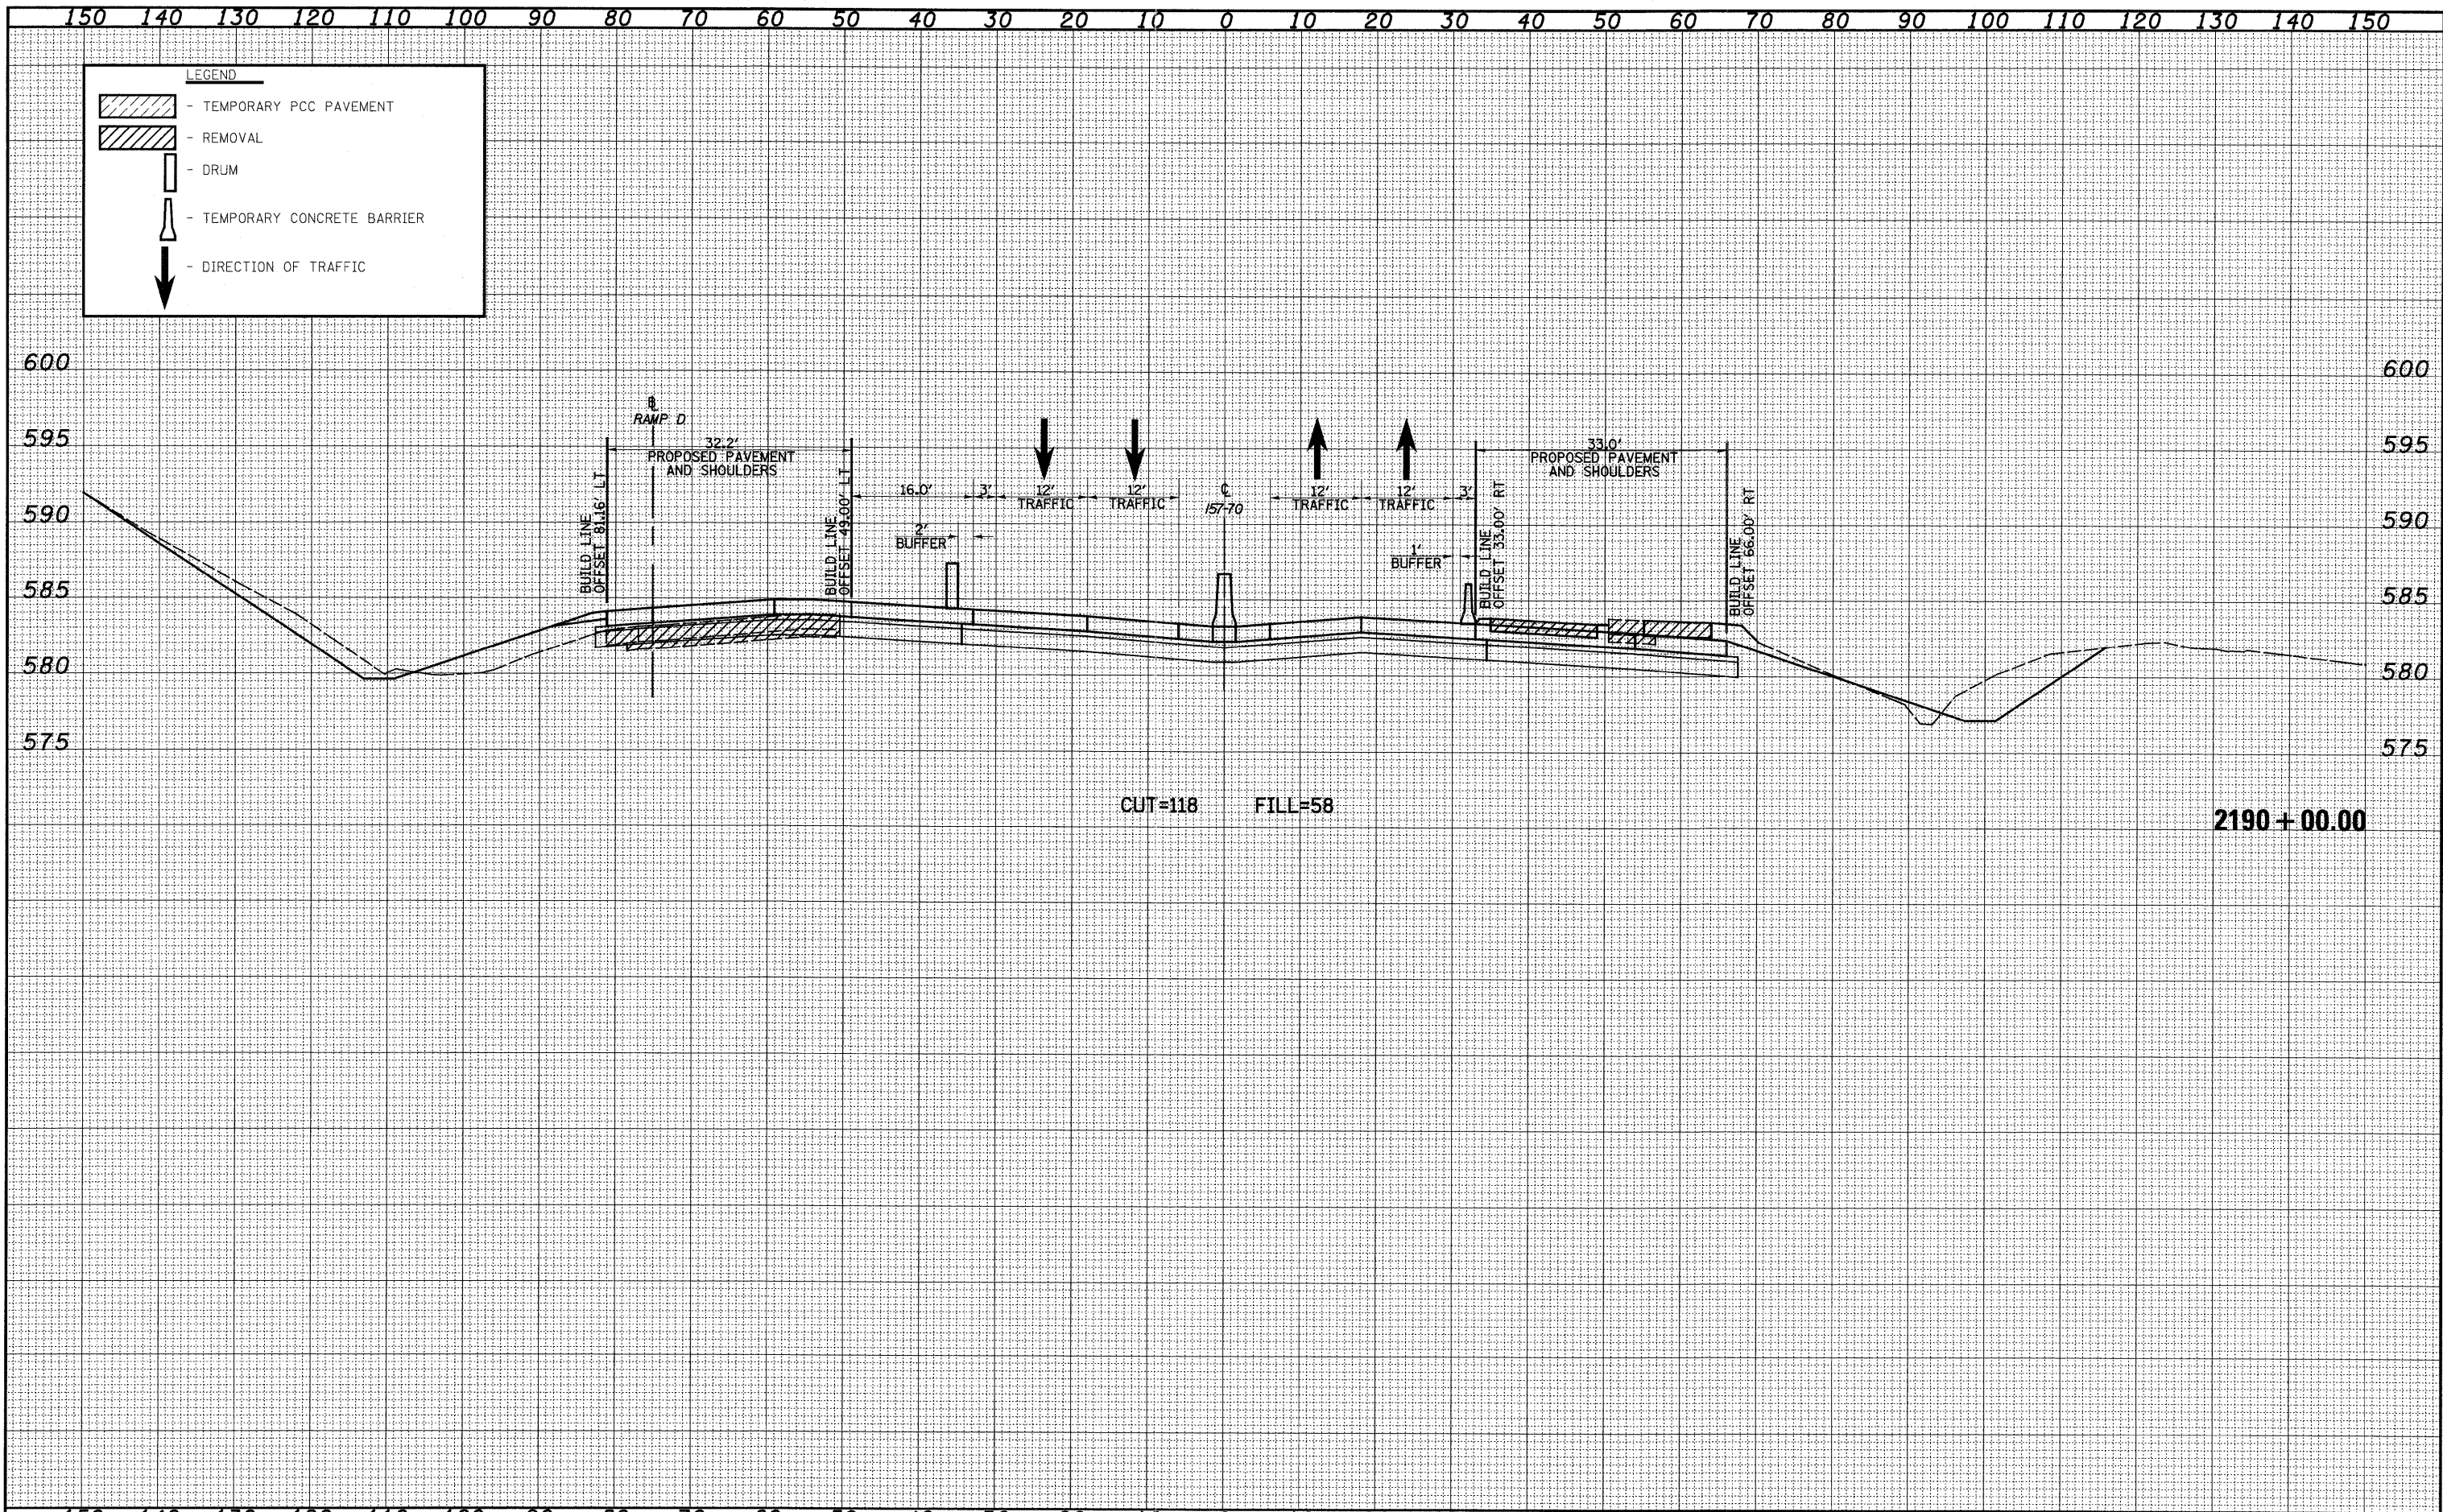 150 140 130 120 110 100 90 80 70 60 50 40 30 20 10 0 10 20 30 40 50 60 70 80 90 100 110 120 130 140 150
LEGEND
- TEMPORARY PCC PAVEMENT
- REMOVAL
- DRUM
- TEMPORARY CONCRETE BARRIER
- DIRECTION OF TRAFFIC
600 600
595 595
590 590
585 585
580 580
575 575
RAMP D
32.2'
PROPOSED PAVEMENT
AND SHOULDERS
BUILD LINE
OFFSET 81.16' LT
BUILD LINE
OFFSET 49.00' LT
16.0' 3' 12' 12' 12' 12' 3'
TRAFFIC TRAFFIC TRAFFIC TRAFFIC
2'
BUFFER
℄
I57-70
1'
BUFFER
33.0'
PROPOSED PAVEMENT
AND SHOULDERS
BUILD LINE
OFFSET 33.00' RT
BUILD LINE
OFFSET 66.00' RT
CUT=118 FILL=58
2190 + 00.00